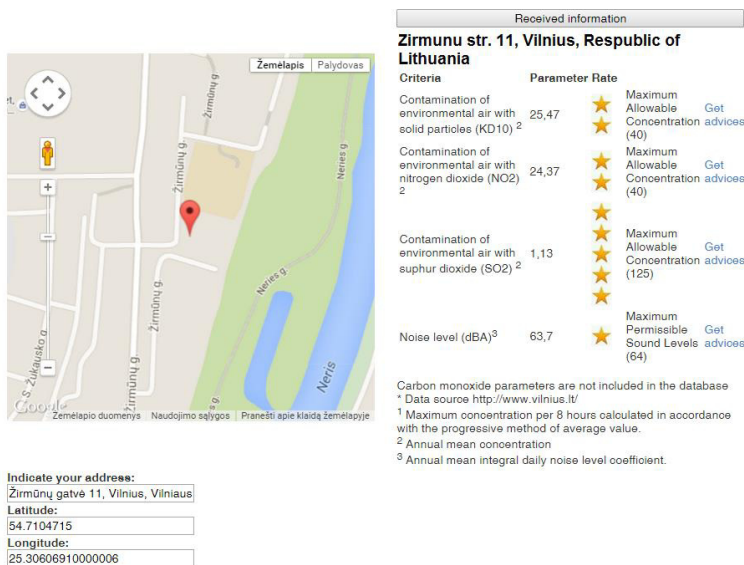 Received information
Zirmunu str. 11, Vilnius, Respublic of
Lithuania
Criteria Parameter Rate
Contamination of
environmental air with
solid particles (KD10) 2
25,47
Maximum
Allowable
Concentration
(40)
Get
advices
Contamination of
environmental air with
nitrogen dioxide (NO2)
2
24,37
Maximum
Allowable
Concentration
(40)
Get
advices
Contamination of
environmental air with
suphur dioxide (SO2) 2
1,13
Maximum
Allowable
Concentration
(125)
Get
advices
Noise level (dBA)3
63,7
Maximum
Permissible
Sound Levels
(64)
Get
advices
Carbon monoxide parameters are not included in the database
* Data source http://www.vilnius.lt/
1 Maximum concentration per 8 hours calculated in accordance
with the progressive method of average value.
2 Annual mean concentration
3 Annual mean integral daily noise level coefficient.
Žemėlapis Palydovas
Žirmūnų g.
Žirmūnų g.
Neries g.
Neries g.
Žirmūnų g.
Žirmūnų g.
S. Žukausko g
Neris
Google
Žemėlapio duomenys Naudojimo sąlygos Pranešti apie klaidą žemėlapyje
Indicate your address:
Žirmūnų gatvė 11, Vilnius, Vilniaus
Latitude:
54.7104715
Longitude:
25.30606910000006